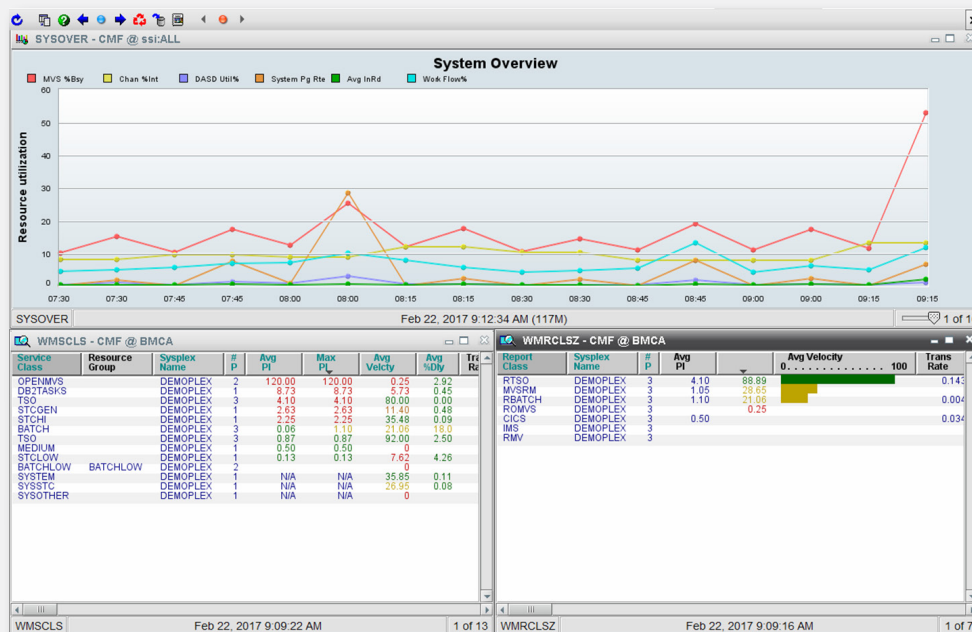 SYSOVER - CMF @ ssi:ALL
System Overview
MVS %Bsy Chan %Int DASD Util% System Pg Rte Avg InRd Work Flow%
Resource utilization
60
50
40
30
20
10
0
07:30 07:30 07:45 07:45 08:00 08:00 08:15 08:15 08:30 08:30 08:45 08:45 09:00 09:00 09:15 09:15
SYSOVER Feb 22, 2017 9:12:34 AM (117M) 1 of 1
WMSCLS - CMF @ BMCA
Service Class Resource Group Sysplex Name # P Avg PI Max PI Avg Velcty Avg %Dly
OPENMVS DEMOPLEX 2 120.00 120.00 0.25 2.92
DB2TASKS DEMOPLEX 1 8.73 8.73 5.73 0.45
TSO DEMOPLEX 3 4.10 4.10 80.00 0.00
STCGEN DEMOPLEX 1 2.63 2.63 11.40 0.48
STCHI DEMOPLEX 1 2.25 2.25 35.48 0.09
BATCH DEMOPLEX 3 0.06 1.10 21.06 18.0
TSO DEMOPLEX 3 0.87 0.87 92.00 2.50
MEDIUM DEMOPLEX 1 0.50 0.50 0
STCLOW DEMOPLEX 1 0.13 0.13 7.62 4.26
BATCHLOW BATCHLOW DEMOPLEX 2 0
SYSTEM DEMOPLEX 1 N/A N/A 35.85 0.11
SYSSTC DEMOPLEX 1 N/A N/A 26.95 0.08
SYSOTHER DEMOPLEX 1 N/A N/A 0
WMSCLS Feb 22, 2017 9:09:22 AM 1 of 13
WMRCLSZ - CMF @ BMCA
Report Class Sysplex Name # P Avg PI Avg Velocity 0. . . . . . . . . . . . . . . 100 Trans Rate
RTSO DEMOPLEX 3 4.10 88.89 0.143
MVSRM DEMOPLEX 3 1.05 28.65
RBATCH DEMOPLEX 3 1.10 21.06 0.004
ROMVS DEMOPLEX 3 0.25
CICS DEMOPLEX 3 0.50 0.034
IMS DEMOPLEX 3
RMV DEMOPLEX 3
WMRCLSZ Feb 22, 2017 9:09:16 AM 1 of 7